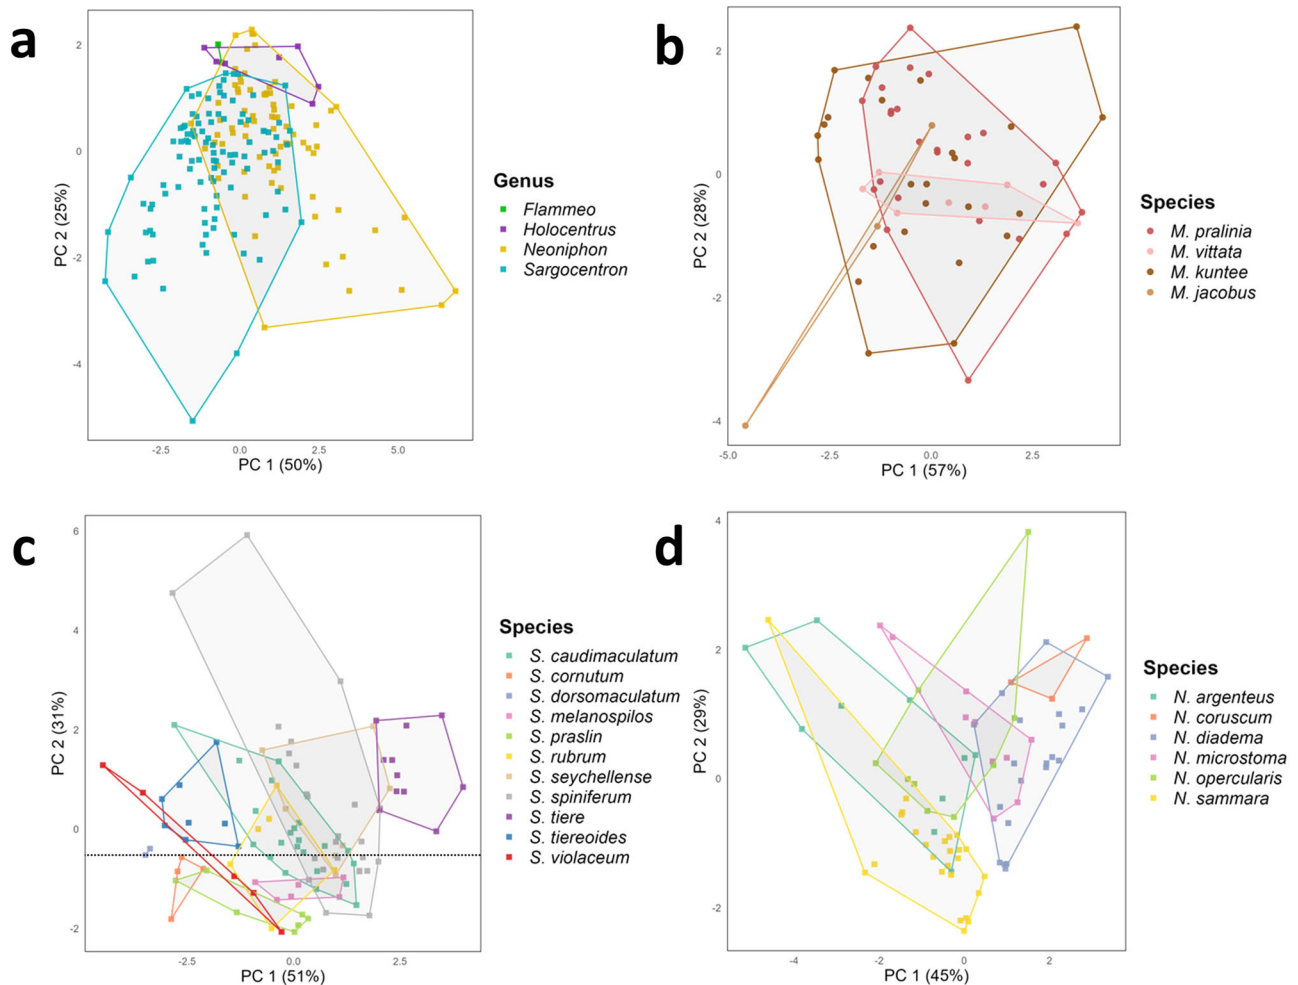 a
2
0
-2
-4
PC 2 (25%)
-2.5
0.0
2.5
5.0
PC 1 (50%)
Genus
Flammeo
Holocentrus
Neoniphon
Sargocentron
b
2
0
-2
-4
PC 2 (28%)
-5.0
-2.5
0.0
2.5
PC 1 (57%)
Species
M. pralinia
M. vittata
M. kuntee
M. jacobus
c
6
4
2
0
-2
PC 2 (31%)
-2.5
0.0
2.5
PC 1 (51%)
Species
S. caudimaculatum
S. cornutum
S. dorsomaculatum
S. melanospilos
S. praslin
S. rubrum
S. seychellense
S. spiniferum
S. tiere
S. tiereoides
S. violaceum
d
4
2
0
-2
PC 2 (29%)
-4
-2
0
2
PC 1 (45%)
Species
N. argenteus
N. coruscum
N. diadema
N. microstoma
N. opercularis
N. sammara